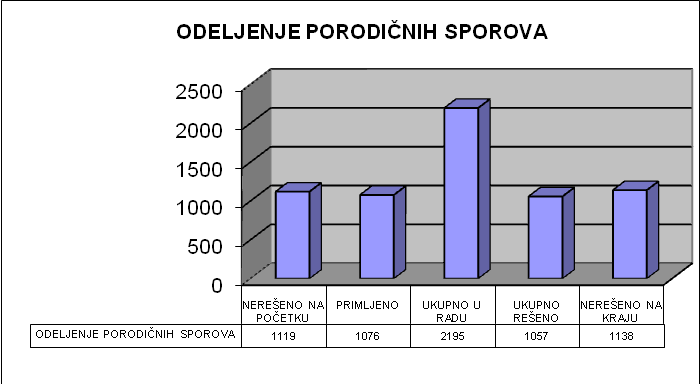 ODELJENJE PORODIČNIH SPOROVA
2500
2000
1500
1000
500
0
NEREŠENO NA POČETKU
PRIMLJENO
UKUPNO U RADU
UKUPNO REŠENO
NEREŠENO NA KRAJU
ODELJENJE PORODIČNIH SPOROVA 1119 1076 2195 1057 1138